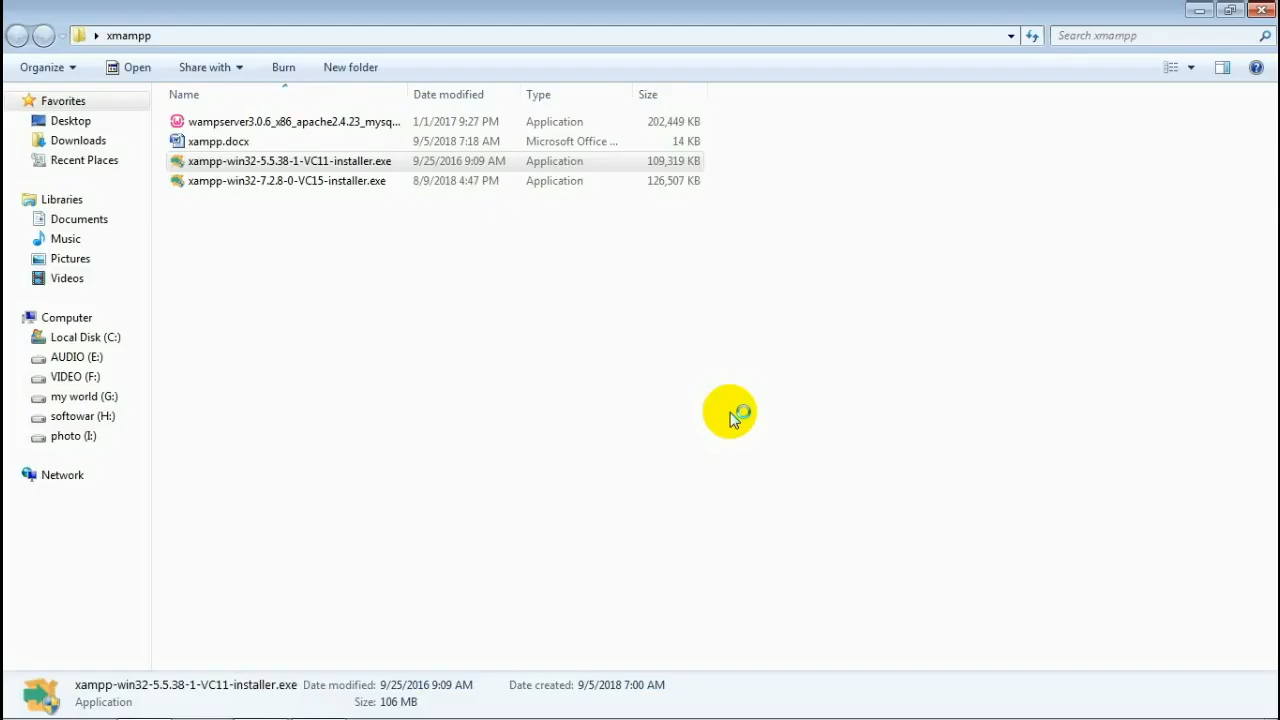 xmampp
Search xmampp
Organize Open Share with Burn New folder
Name Date modified Type Size
wampserver3.0.6_x86_apache2.4.23_mysq... 1/1/2017 9:27 PM Application 202,449 KB
xampp.docx 9/5/2018 7:18 AM Microsoft Office ... 14 KB
xampp-win32-5.5.38-1-VC11-installer.exe 9/25/2016 9:09 AM Application 109,319 KB
xampp-win32-7.2.8-0-VC15-installer.exe 8/9/2018 4:47 PM Application 126,507 KB
Favorites
Desktop
Downloads
Recent Places
Libraries
Documents
Music
Pictures
Videos
Computer
Local Disk (C:)
AUDIO (E:)
VIDEO (F:)
my world (G:)
softowar (H:)
photo (I:)
Network
xampp-win32-5.5.38-1-VC11-installer.exe Date modified: 9/25/2016 9:09 AM Date created: 9/5/2018 7:00 AM
Application Size: 106 MB